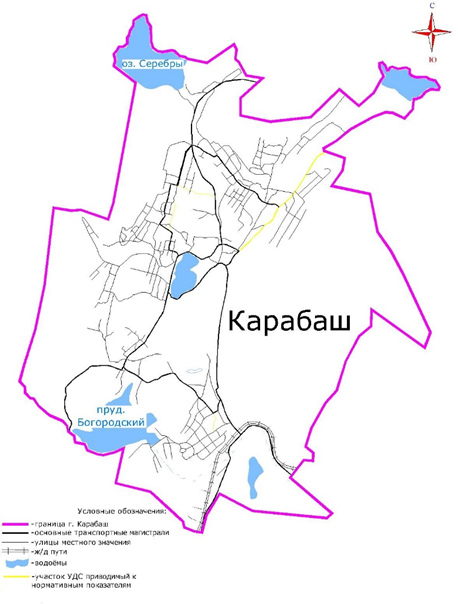 С
оз. Серебры
Ю
Карабаш
пруд.
Богородский
Условные обозначения:
-граница г. Карабаш
-основные транспортные магистрали
-улицы местного значения
-ж/д пути
-водоёмы
-участок УДС приводимый к
нормативным показателям